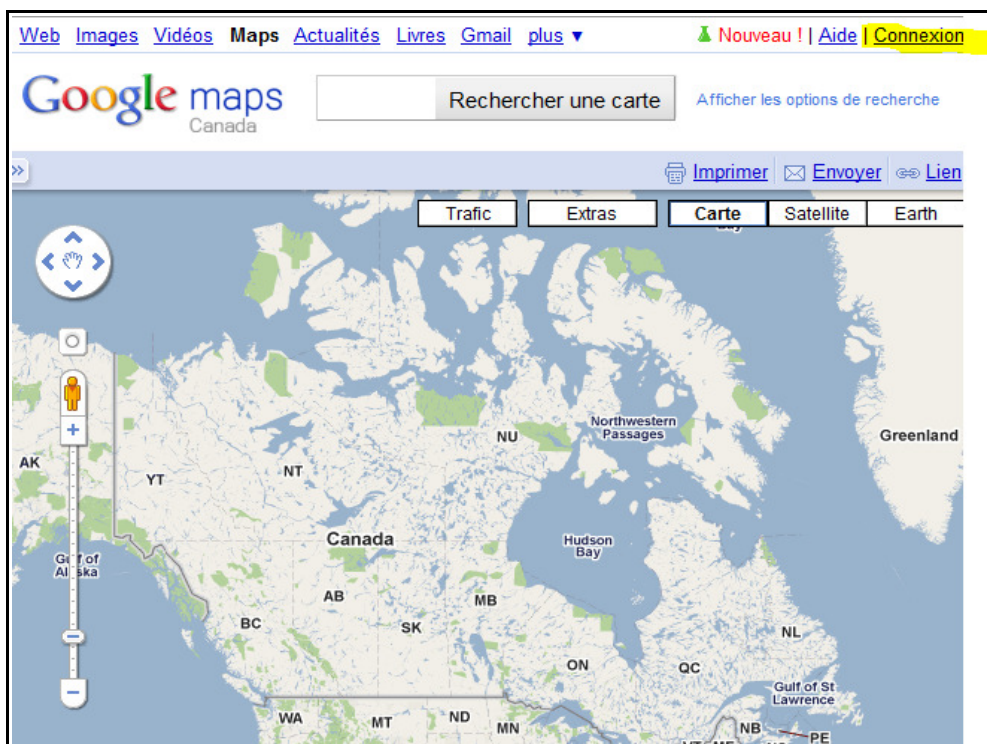 Web Images Vidéos Maps Actualités Livres Gmail plus ▼ Nouveau ! | Aide | Connexion
Google maps
Canada
Rechercher une carte
Afficher les options de recherche
» Imprimer Envoyer Lien
Trafic Extras Carte Satellite Earth
Northwestern
Passages
NU
Greenland
AK
YT
NT
Canada
Hudson
Bay
Gulf of
Alaska
AB
MB
BC
SK
NL
ON
QC
Gulf of St
Lawrence
WA
MT
ND
MN
NB
PE
VT ME